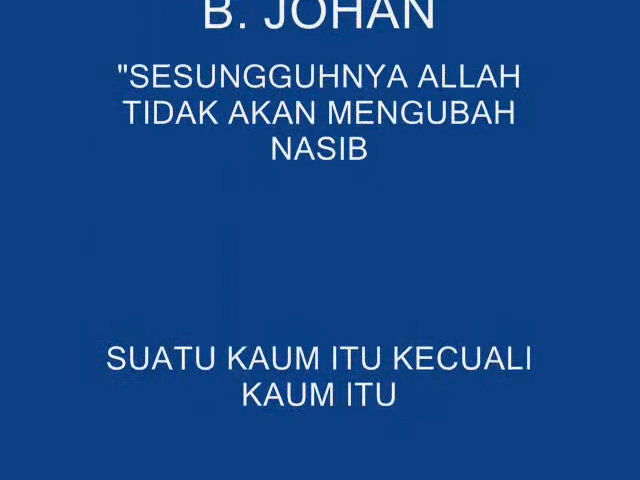 B. JOHAN
"SESUNGGUHNYA ALLAH
TIDAK AKAN MENGUBAH
NASIB
SUATU KAUM ITU KECUALI
KAUM ITU